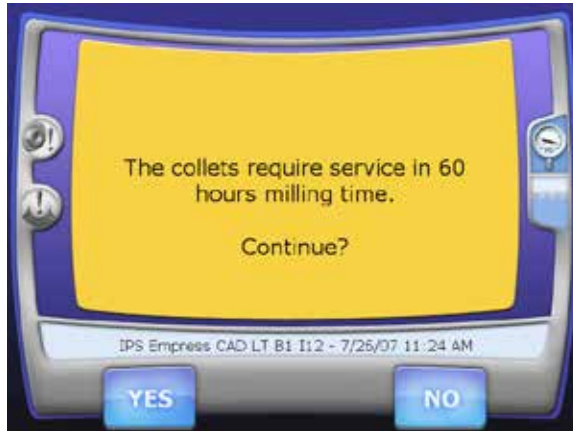 The collets require service in 60
hours milling time.
Continue?
IPS Empress CAD LT B1 I12 - 7/26/07 11:24 AM
YES
NO